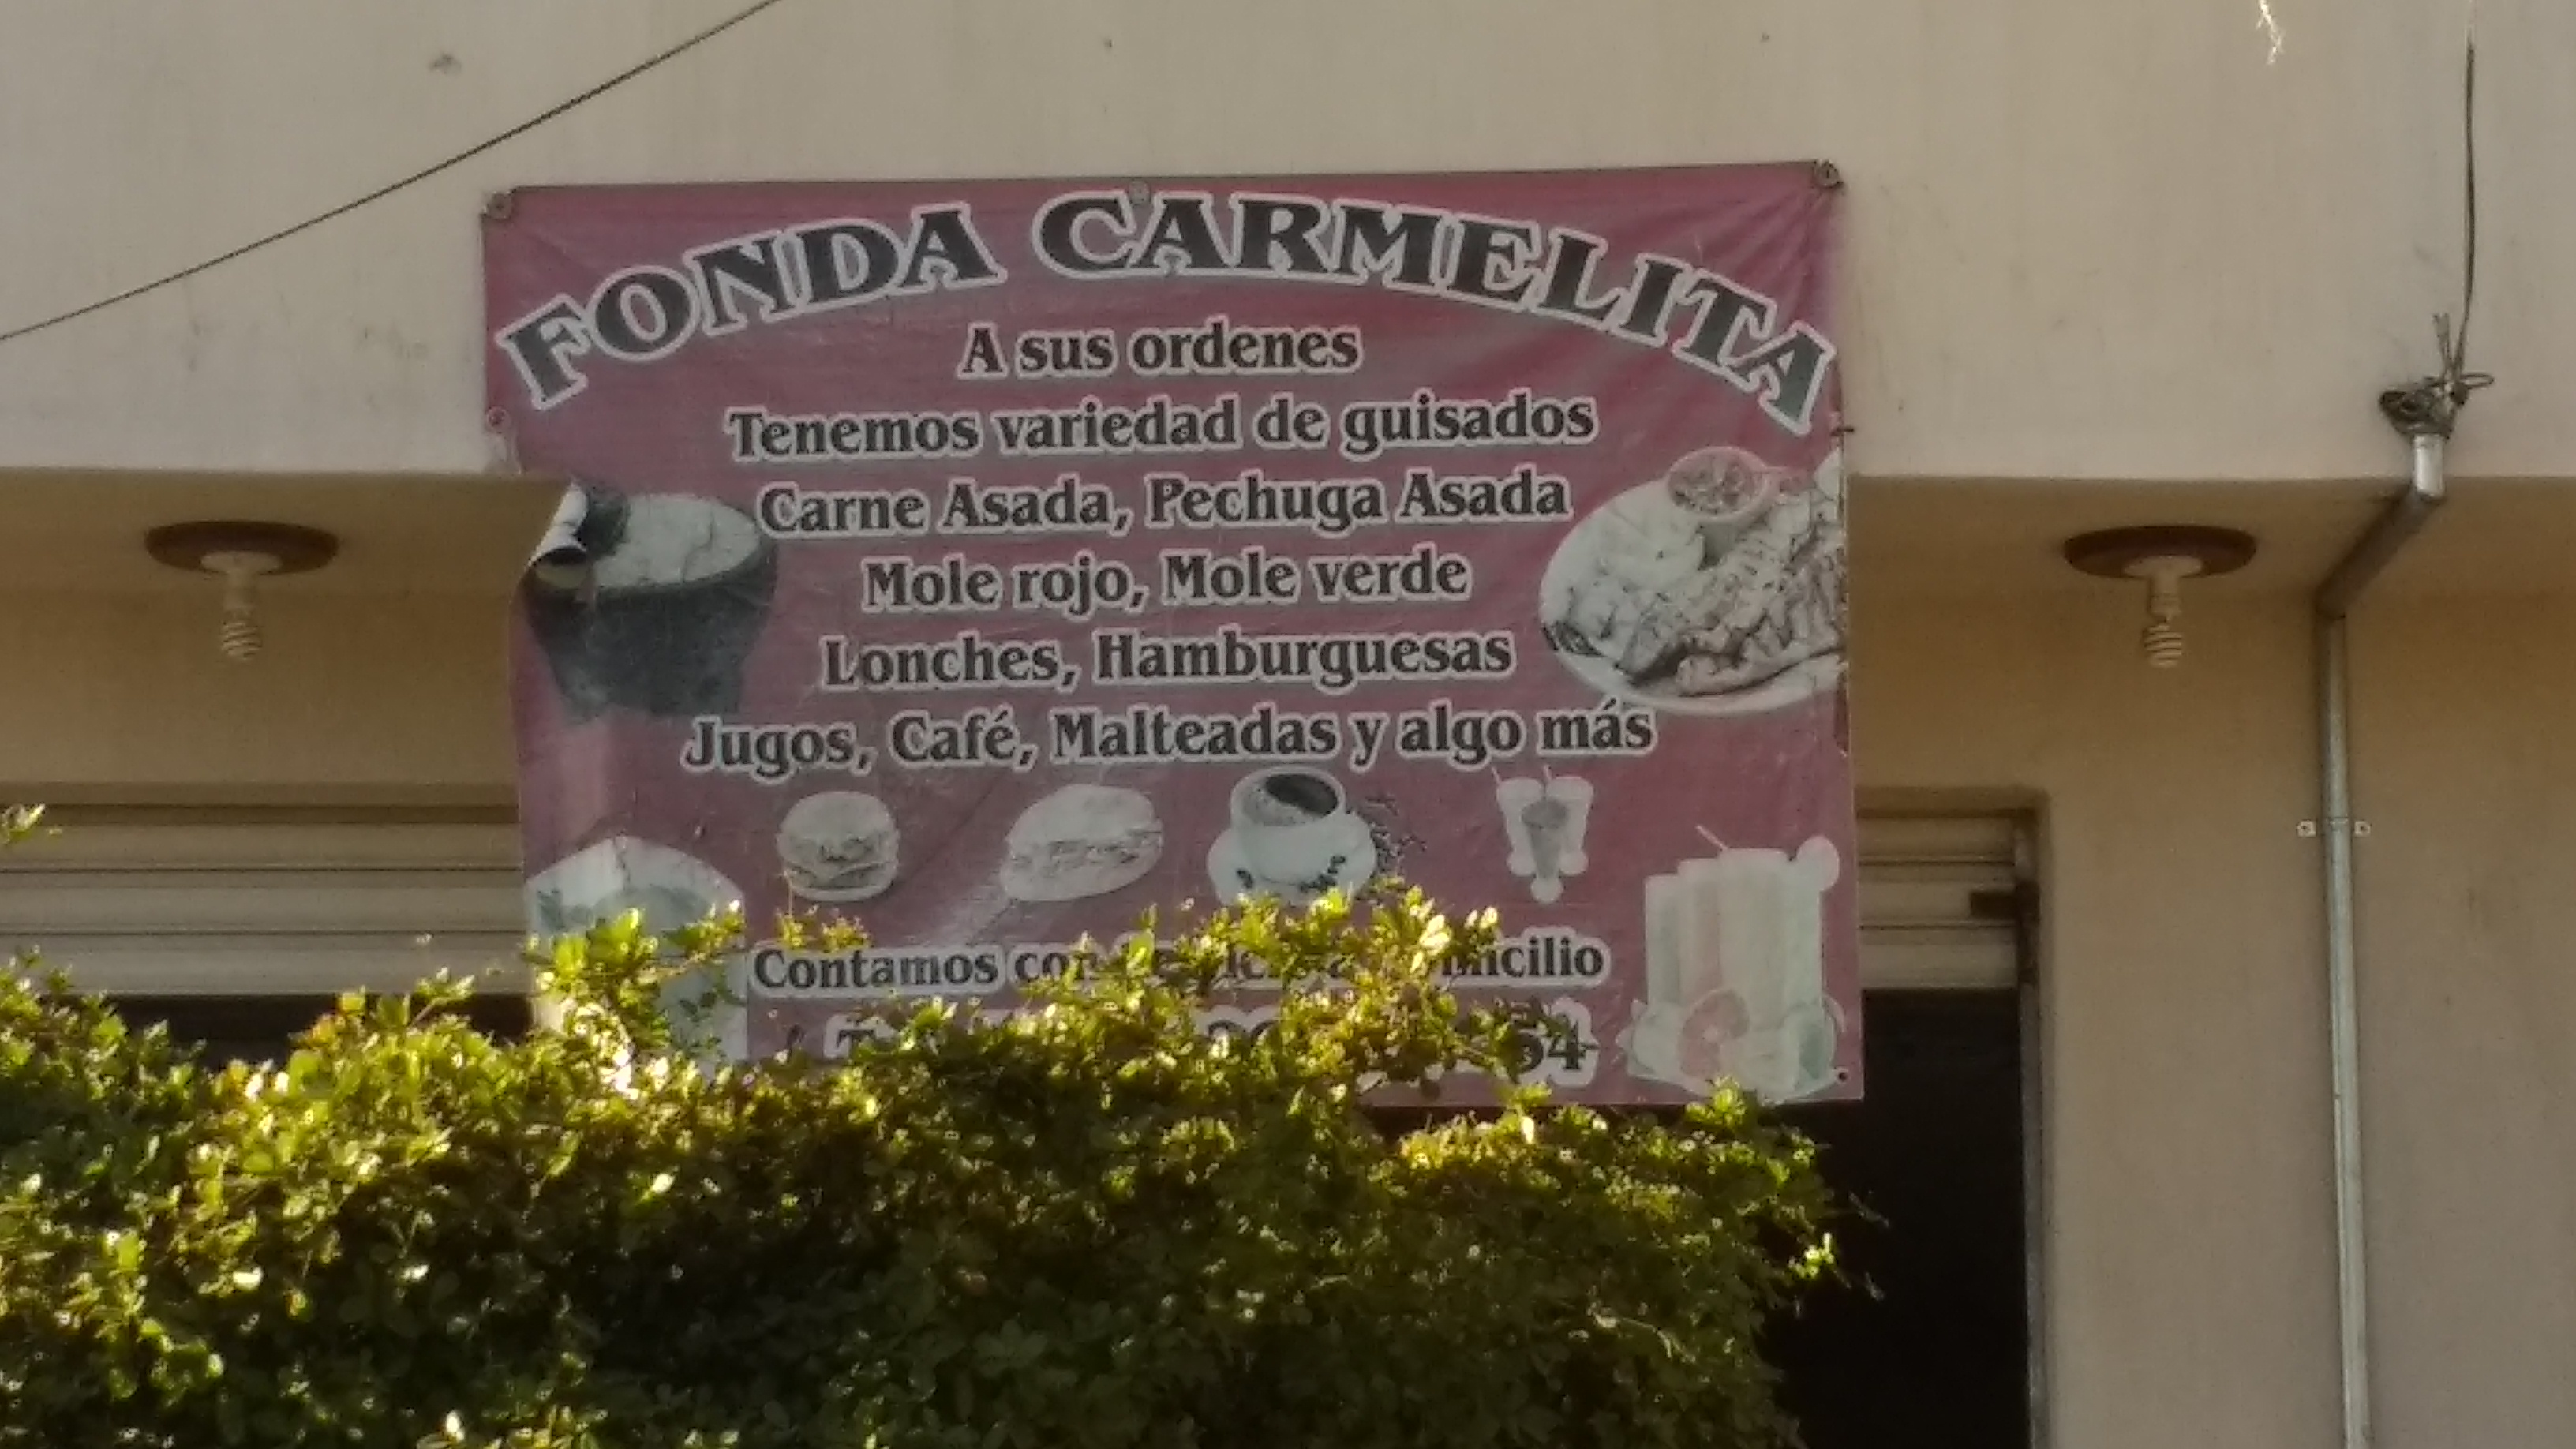 FONDA CARMELITA
A sus ordenes
Tenemos variedad de guisados
Carne Asada, Pechuga Asada
Mole rojo, Mole verde
Lonches, Hamburguesas
Jugos, Café, Malteadas y algo más
Contamos con